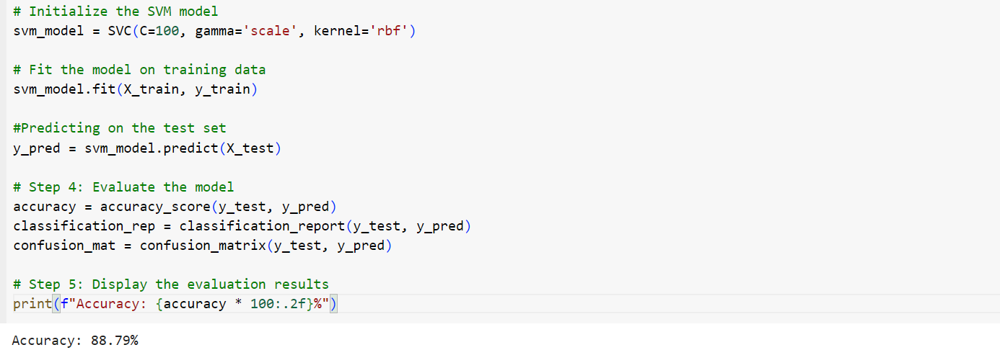 # Initialize the SVM model
svm_model = SVC(C=100, gamma='scale', kernel='rbf')
# Fit the model on training data
svm_model.fit(X_train, y_train)
#Predicting on the test set
y_pred = svm_model.predict(X_test)
# Step 4: Evaluate the model
accuracy = accuracy_score(y_test, y_pred)
classification_rep = classification_report(y_test, y_pred)
confusion_mat = confusion_matrix(y_test, y_pred)
# Step 5: Display the evaluation results
print(f"Accuracy: {accuracy * 100:.2f}%")
Accuracy: 88.79%